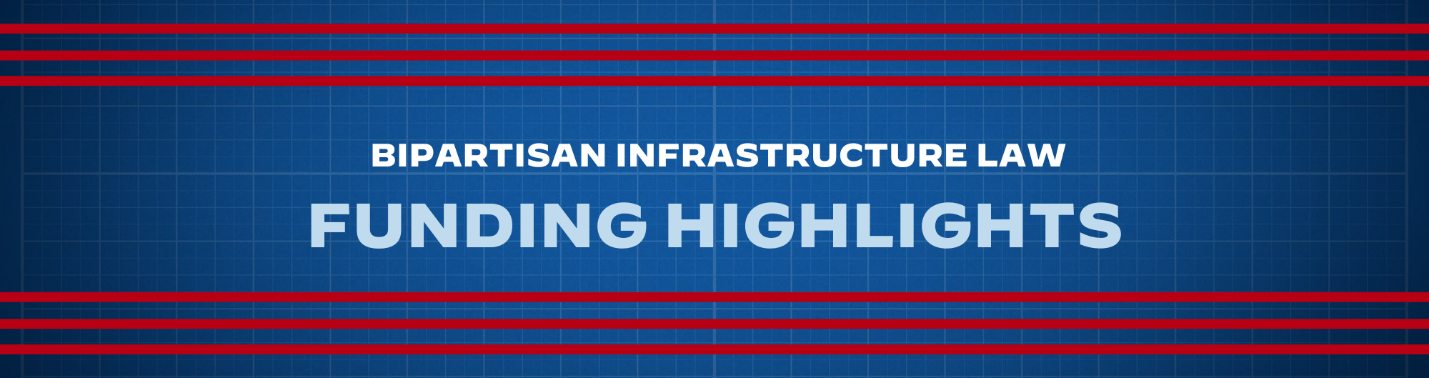 BIPARTISAN INFRASTRUCTURE LAW
FUNDING HIGHLIGHTS